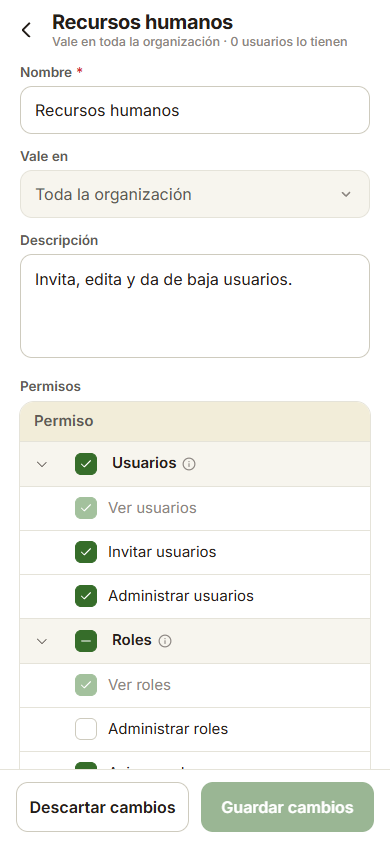 Recursos humanos
Vale en toda la organización · 0 usuarios lo tienen
Nombre *
Recursos humanos
Vale en
Toda la organización
Descripción
Invita, edita y da de baja usuarios.
Permisos
Permiso
Usuarios
Ver usuarios
Invitar usuarios
Administrar usuarios
Roles
Ver roles
Administrar roles
Descartar cambios
Guardar cambios